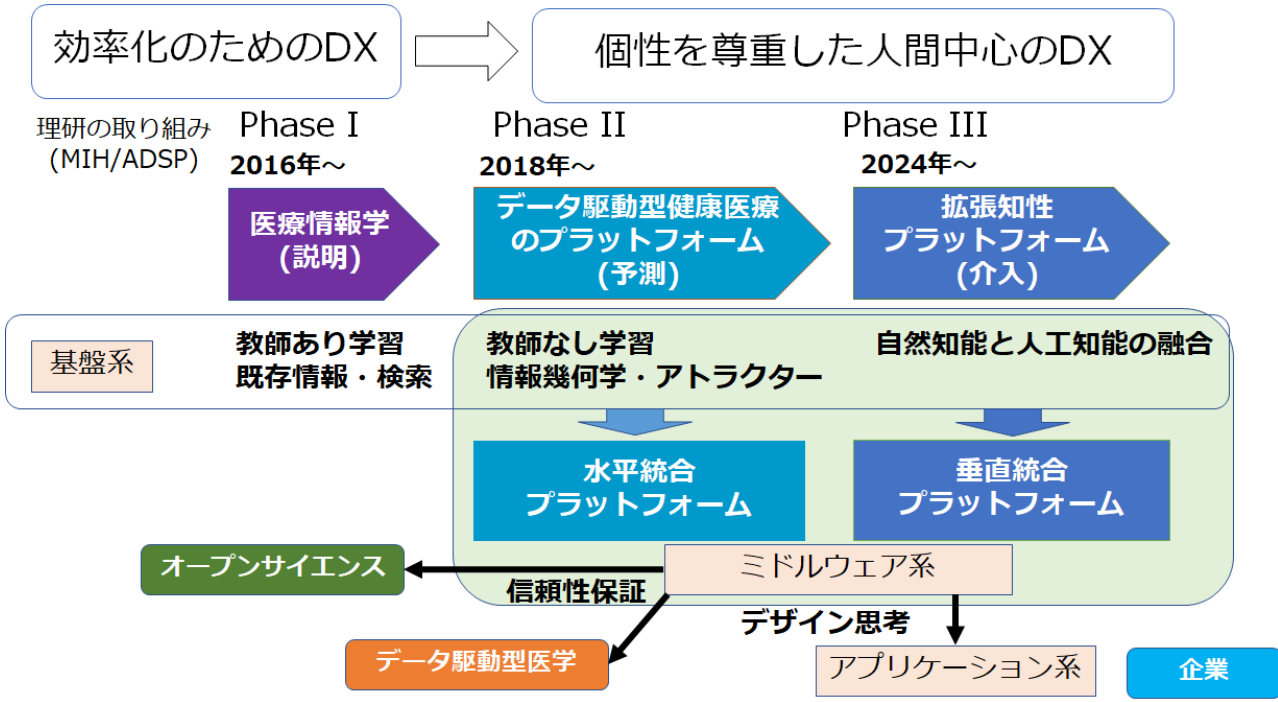 効率化のためのDX
個性を尊重した人間中心のDX
理研の取り組み
(MIH/ADSP)
Phase I
2016年～
Phase II
2018年～
Phase III
2024年～
医療情報学
(説明)
データ駆動型健康医療
のプラットフォーム
(予測)
拡張知性
プラットフォーム
(介入)
基盤系
教師あり学習
既存情報・検索
教師なし学習
情報幾何学・アトラクター
自然知能と人工知能の融合
水平統合
プラットフォーム
垂直統合
プラットフォーム
オープンサイエンス
ミドルウェア系
信頼性保証
デザイン思考
データ駆動型医学
アプリケーション系
企業